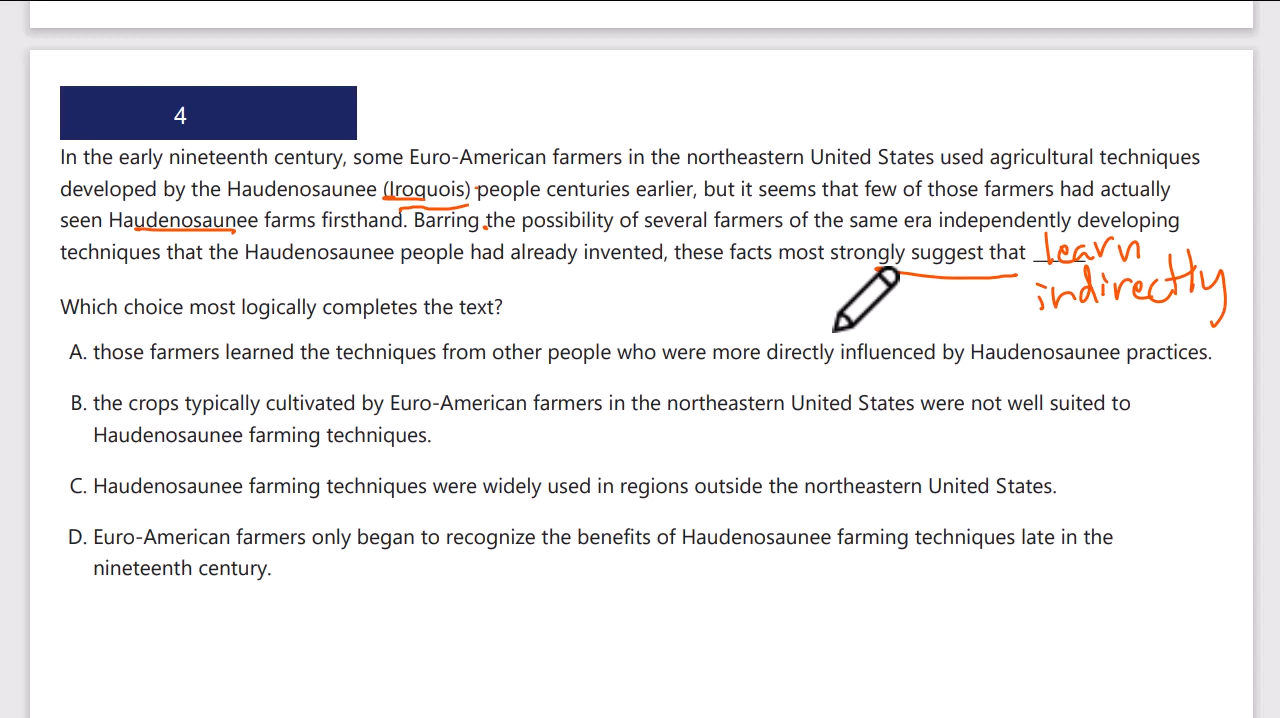 4
In the early nineteenth century, some Euro-American farmers in the northeastern United States used agricultural techniques
developed by the Haudenosaunee (Iroquois) people centuries earlier, but it seems that few of those farmers had actually
seen Haudenosaunee farms firsthand. Barring the possibility of several farmers of the same era independently developing
techniques that the Haudenosaunee people had already invented, these facts most strongly suggest that ____ learn
indirectly
Which choice most logically completes the text?
A. those farmers learned the techniques from other people who were more directly influenced by Haudenosaunee practices.
B. the crops typically cultivated by Euro-American farmers in the northeastern United States were not well suited to
Haudenosaunee farming techniques.
C. Haudenosaunee farming techniques were widely used in regions outside the northeastern United States.
D. Euro-American farmers only began to recognize the benefits of Haudenosaunee farming techniques late in the
nineteenth century.